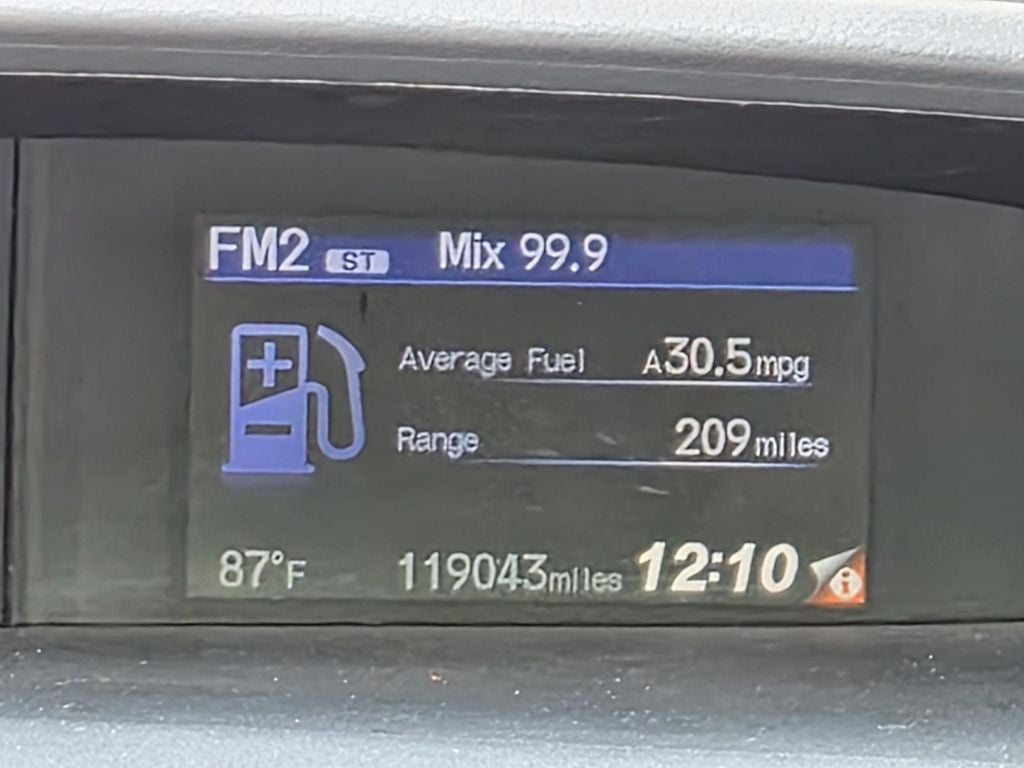 FM2 ST Mix 99.9
Average Fuel A30.5mpg
Range 209miles
87°F 119043miles 12:10 i